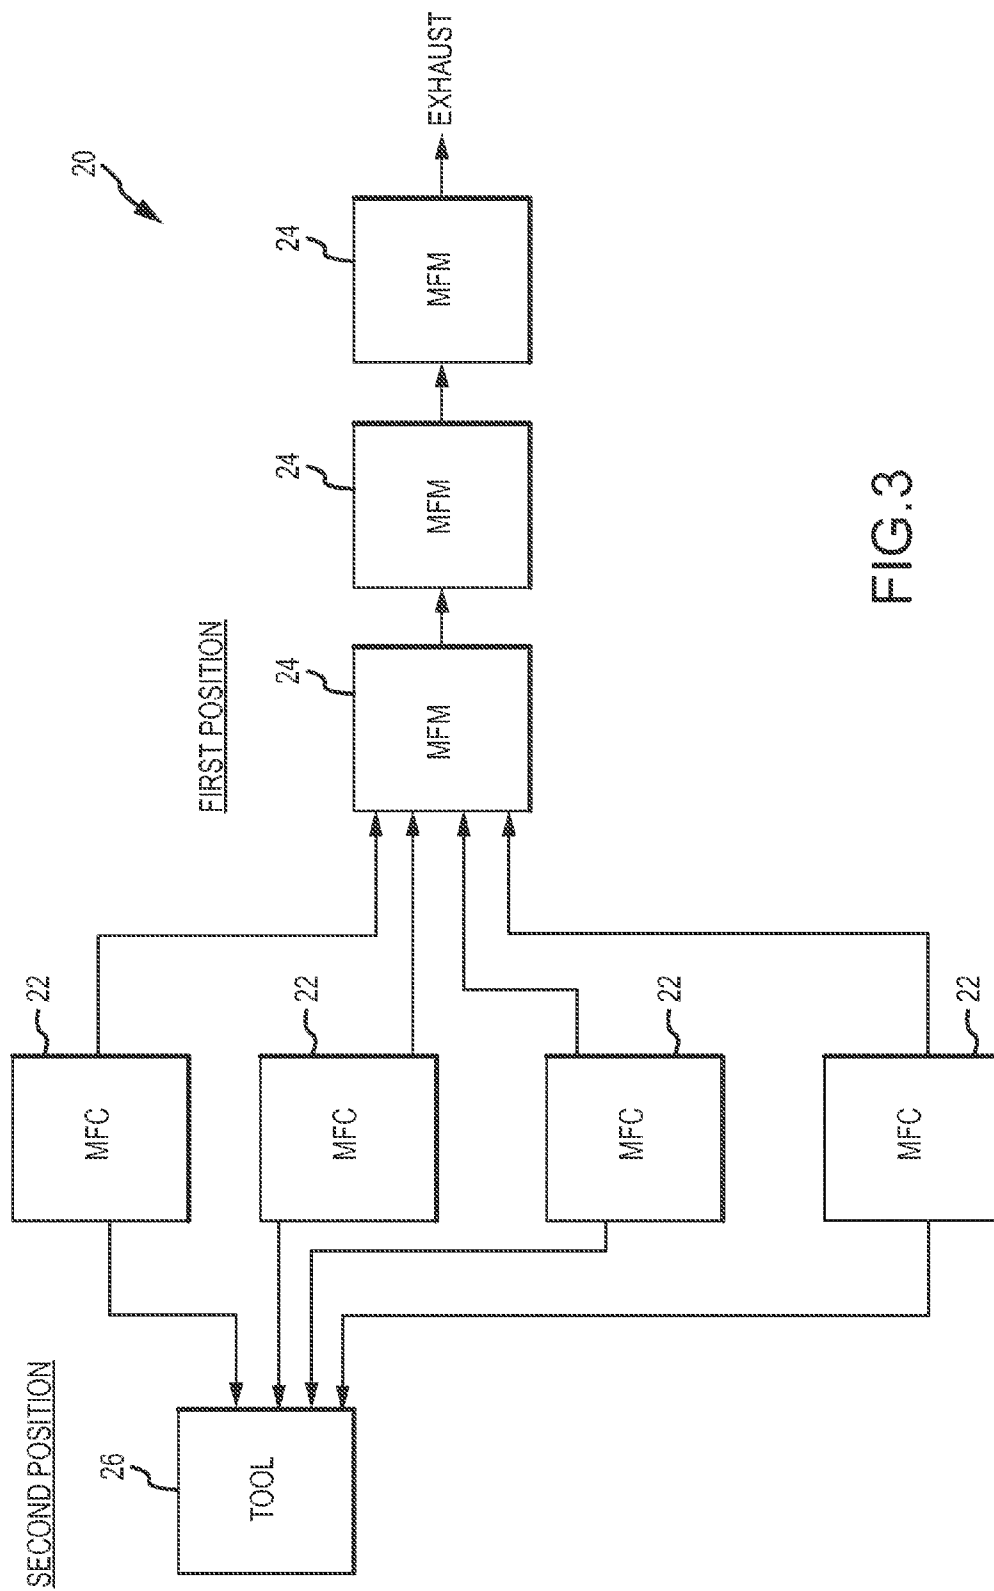 20
SECOND POSITION
FIRST POSITION
22
MFC
22
MFC
22
MFC
22
MFC
26
TOOL
24
MFM
24
MFM
24
MFM
EXHAUST
FIG.3